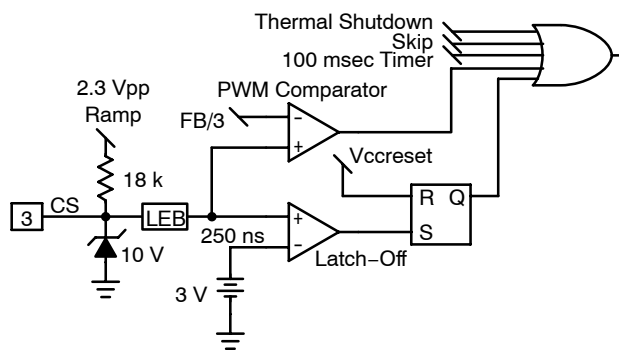 Thermal Shutdown
Skip
100 msec Timer
2.3 Vpp
Ramp
PWM Comparator
FB/3
−
+
18 k
Vccreset
3
CS
LEB
R
Q
+
S
250 ns
−
10 V
Latch−Off
3 V